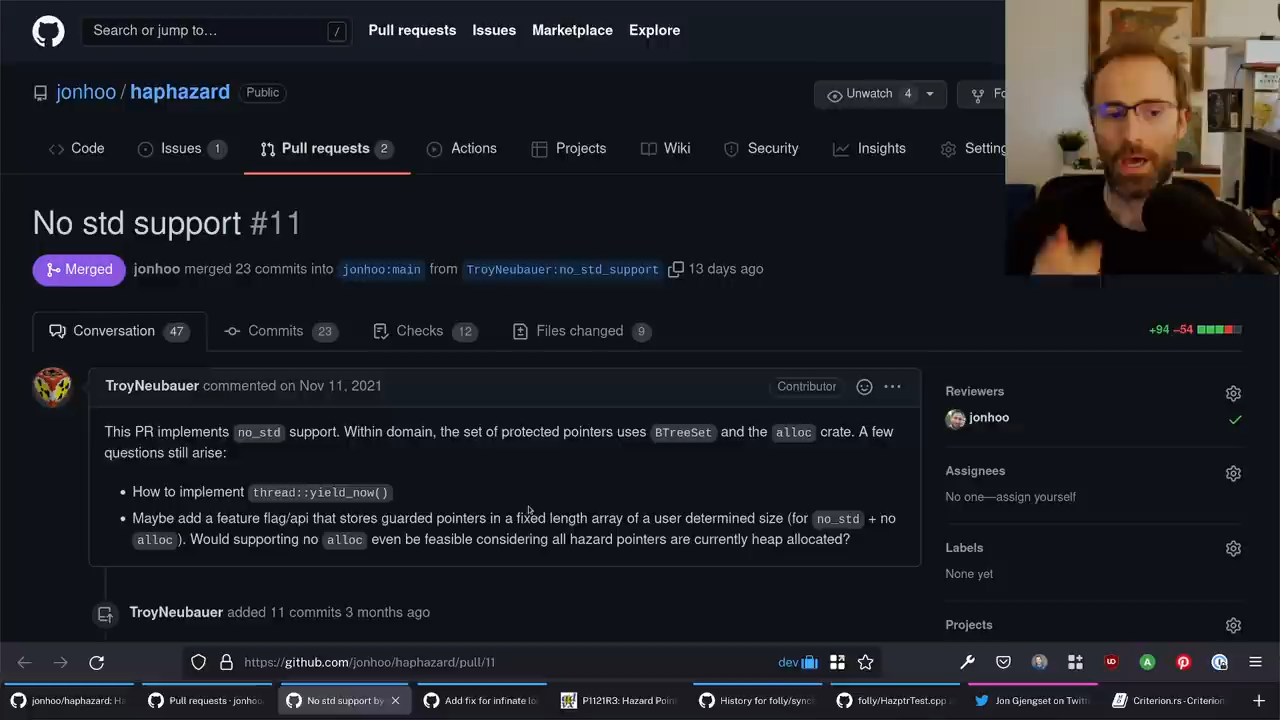 Search or jump to…
/
Pull requests
Issues
Marketplace
Explore
jonhoo / haphazard
Public
Unwatch 4
Fo
Code
Issues 1
Pull requests 2
Actions
Projects
Wiki
Security
Insights
Setting
No std support #11
Merged
jonhoo merged 23 commits into jonhoo:main from TroyNeubauer:no_std_support 13 days ago
Conversation 47
Commits 23
Checks 12
Files changed 9
+94 −54
TroyNeubauer commented on Nov 11, 2021
Contributor
This PR implements no_std support. Within domain, the set of protected pointers uses BTreeSet and the alloc crate. A few
questions still arise:
• How to implement thread::yield_now()
• Maybe add a feature flag/api that stores guarded pointers in a fixed length array of a user determined size (for no_std + no
alloc). Would supporting no alloc even be feasible considering all hazard pointers are currently heap allocated?
TroyNeubauer added 11 commits 3 months ago
Reviewers
jonhoo
Assignees
No one—assign yourself
Labels
None yet
Projects
https://github.com/jonhoo/haphazard/pull/11
dev
jonhoo/haphazard: Ha
Pull requests · jonhoo
No std support by
Add fix for infinate lo
P1121R3: Hazard Poin
History for folly/sync
folly/HazptrTest.cpp a
Jon Gjengset on Twitt
Criterion.rs - Criterion